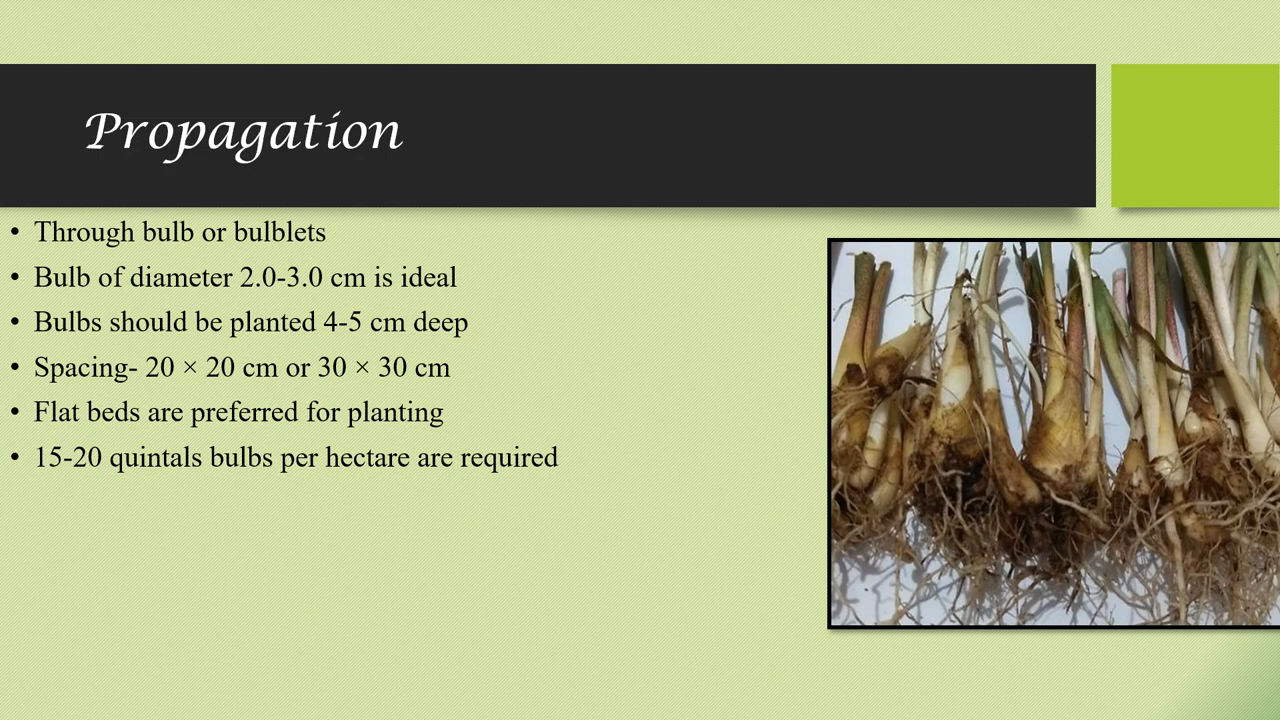 Propagation
• Through bulb or bulblets
• Bulb of diameter 2.0-3.0 cm is ideal
• Bulbs should be planted 4-5 cm deep
• Spacing- 20 × 20 cm or 30 × 30 cm
• Flat beds are preferred for planting
• 15-20 quintals bulbs per hectare are required